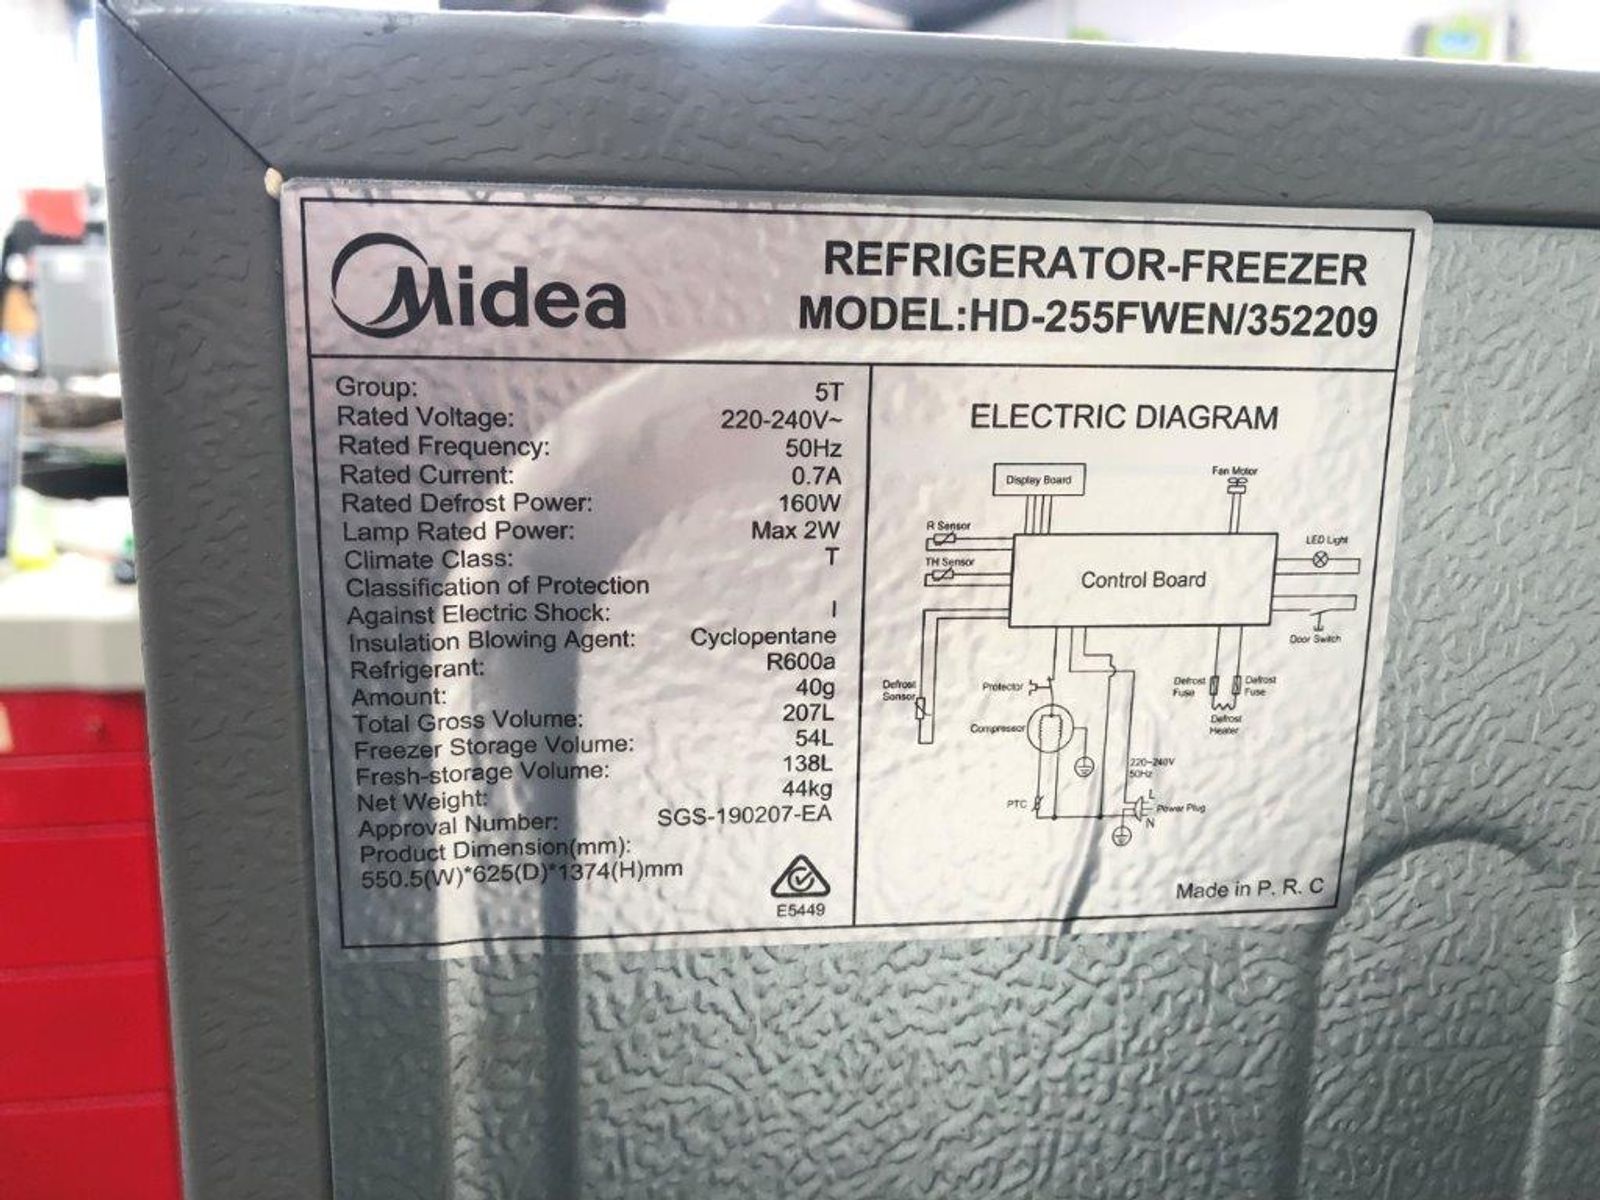 Midea
REFRIGERATOR-FREEZER
MODEL:HD-255FWEN/352209
Group: 5T
Rated Voltage: 220-240V~
Rated Frequency: 50Hz
Rated Current: 0.7A
Rated Defrost Power: 160W
Lamp Rated Power: Max 2W
Climate Class: T
Classification of Protection
Against Electric Shock: I
Insulation Blowing Agent: Cyclopentane
Refrigerant: R600a
Amount: 40g
Total Gross Volume: 207L
Freezer Storage Volume: 54L
Fresh-storage Volume: 138L
Net Weight: 44kg
Approval Number: SGS-190207-EA
Product Dimension(mm):
550.5(W)*625(D)*1374(H)mm
E5449
ELECTRIC DIAGRAM
Display Board
Fan Motor
R Sensor
TH Sensor
Control Board
LED Light
Door Switch
Defrost
Sensor
Protector
Compressor
PTC
Defrost
Fuse
Defrost
Fuse
Defrost
Heater
220-240V
50Hz
L
Power Plug
N
Made in P. R. C